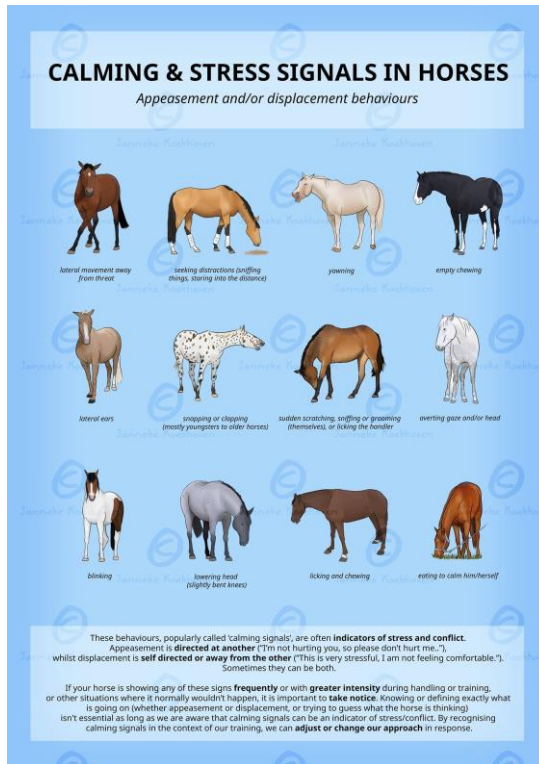 CALMING & STRESS SIGNALS IN HORSES
Appeasement and/or displacement behaviours
lateral movement away
from threat
seeking distractions (sniffing
things, staring into the distance)
yawning
empty chewing
lateral ears
snapping or clapping
(mostly youngsters to older horses)
sudden scratching, sniffing or grooming
(themselves), or licking the handler
averting gaze and/or head
blinking
lowering head
(slightly bent knees)
licking and chewing
eating to calm him/herself
These behaviours, popularly called 'calming signals', are often indicators of stress and conflict.
Appeasement is directed at another ("I'm not hurting you, so please don't hurt me.."),
whilst displacement is self directed or away from the other ("This is very stressful, I am not feeling comfortable.").
Sometimes they can be both.
If your horse is showing any of these signs frequently or with greater intensity during handling or training,
or other situations where it normally wouldn't happen, it is important to take notice. Knowing or defining exactly what
is going on (whether appeasement or displacement, or trying to guess what the horse is thinking)
isn't essential as long as we are aware that calming signals can be an indicator of stress/conflict. By recognising
calming signals in the context of our training, we can adjust or change our approach in response.